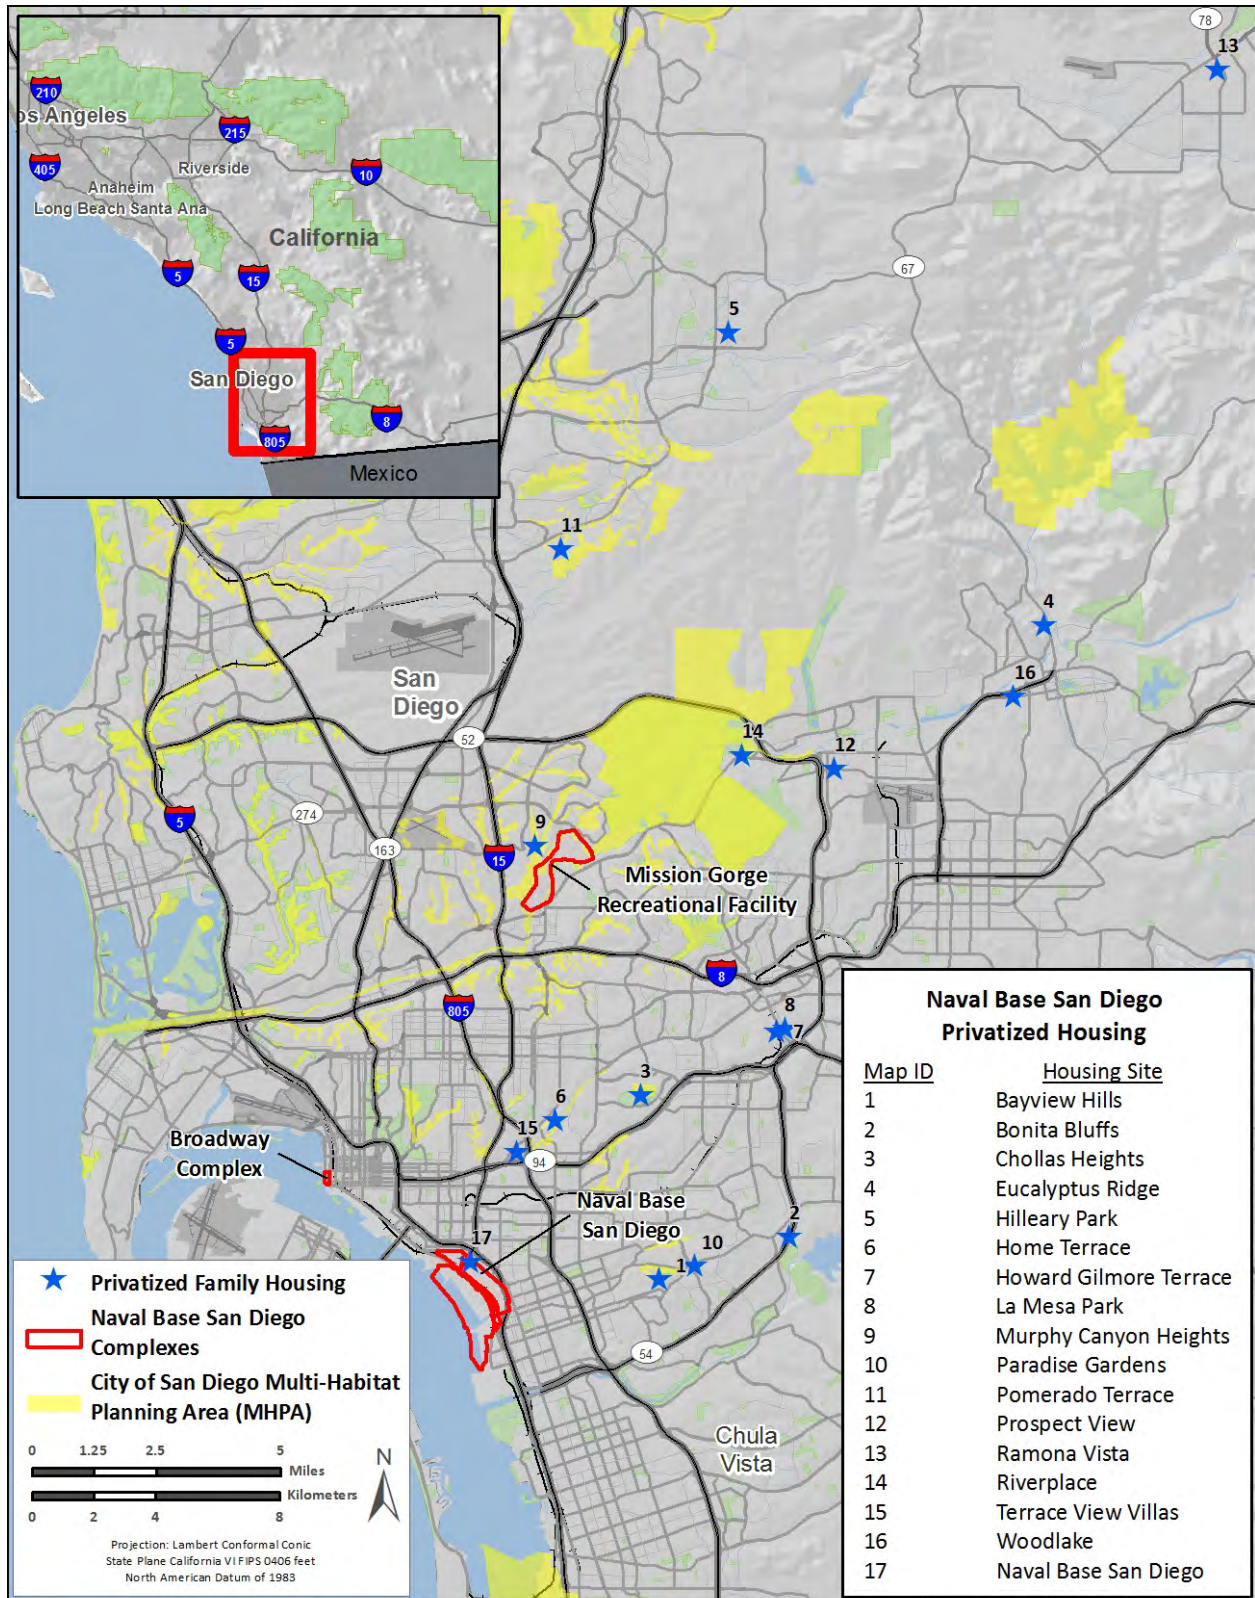 210
os Angeles
215
405
Riverside
10
Anaheim
Long Beach Santa Ana
California
5
15
5
San Diego
8
805
Mexico
78
13
67
5
11
4
16
San
Diego
52
14
12
274
5
163
15
9
Mission Gorge
Recreational Facility
8
805
8
7
3
6
15
94
Broadway
Complex
Naval Base
San Diego
17
2
10
1
54
Chula
Vista
Privatized Family Housing
Naval Base San Diego
Complexes
City of San Diego Multi-Habitat
Planning Area (MHPA)
0 1.25 2.5 5
Miles
Kilometers
0 2 4 8
N
Projection: Lambert Conformal Conic
State Plane California VI FIPS 0406 feet
North American Datum of 1983
Naval Base San Diego
Privatized Housing
Map ID Housing Site
1 Bayview Hills
2 Bonita Bluffs
3 Chollas Heights
4 Eucalyptus Ridge
5 Hilleary Park
6 Home Terrace
7 Howard Gilmore Terrace
8 La Mesa Park
9 Murphy Canyon Heights
10 Paradise Gardens
11 Pomerado Terrace
12 Prospect View
13 Ramona Vista
14 Riverplace
15 Terrace View Villas
16 Woodlake
17 Naval Base San Diego